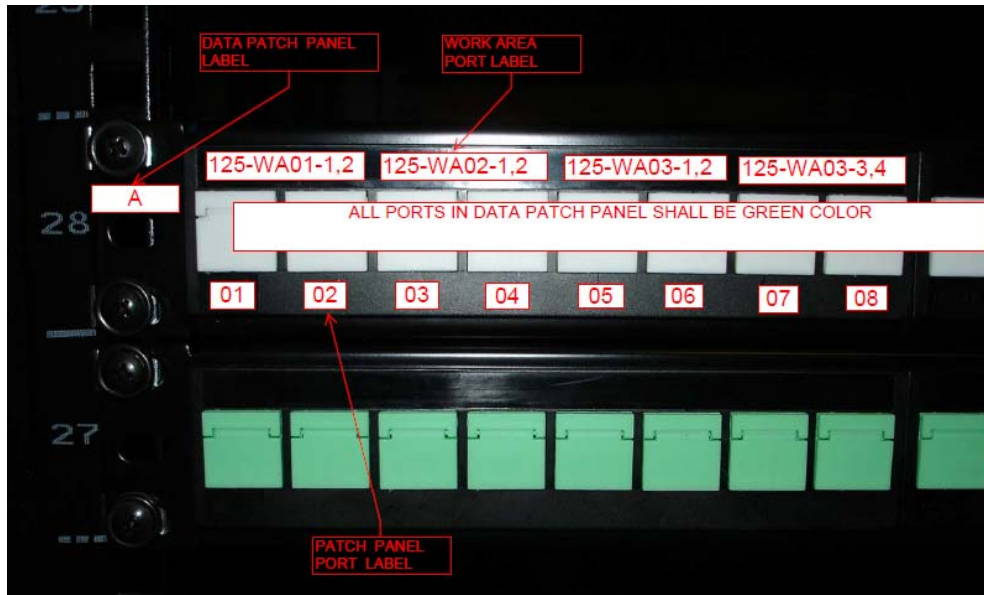 DATA PATCH PANEL
LABEL
WORK AREA
PORT LABEL
125-WA01-1,2 125-WA02-1,2 125-WA03-1,2 125-WA03-3,4
A
28
ALL PORTS IN DATA PATCH PANEL SHALL BE GREEN COLOR
01 02 03 04 05 06 07 08
27
PATCH PANEL
PORT LABEL